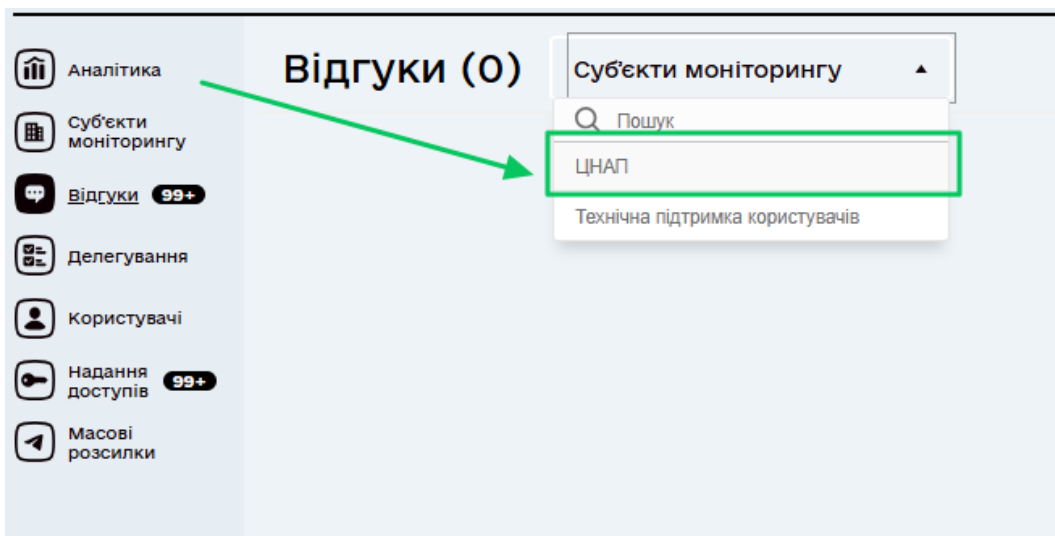 Аналітика
Суб'єкти
моніторингу
Відгуки 99+
Делегування
Користувачі
Надання
доступів 99+
Масові
розсилки
Відгуки (0)
Суб'єкти моніторингу
Пошук
ЦНАП
Технічна підтримка користувачів